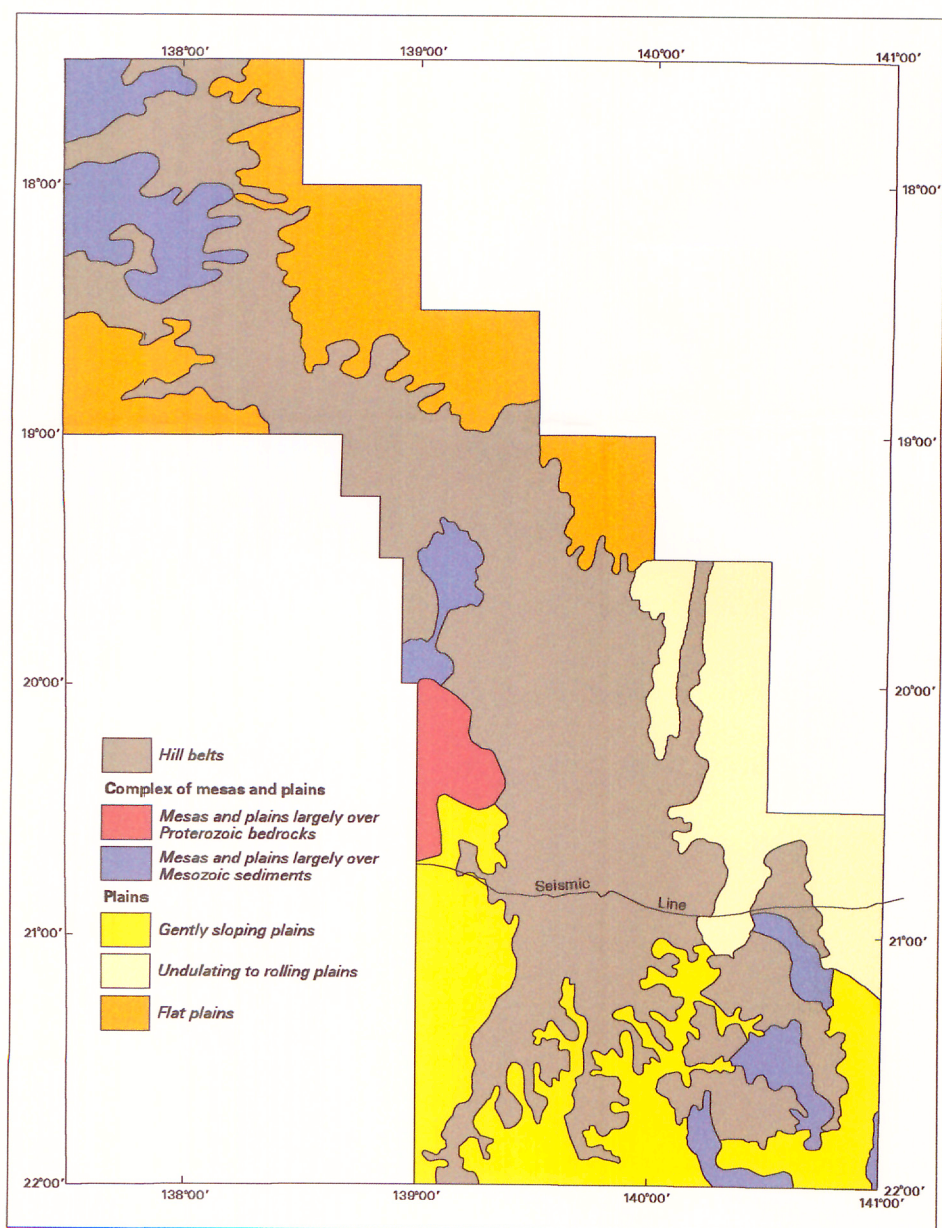 138°00′
139°00′
140°00′
141°00′
18°00′
18°00′
19°00′
19°00′
20°00′
20°00′
Hill belts
Complex of mesas and plains
Mesas and plains largely over
Proterozoic bedrocks
Mesas and plains largely over
Mesozoic sediments
Plains
Gently sloping plains
Undulating to rolling plains
Flat plains
Seismic
Line
21°00′
21°00′
22°00′
22°00′
138°00′
139°00′
140°00′
141°00′